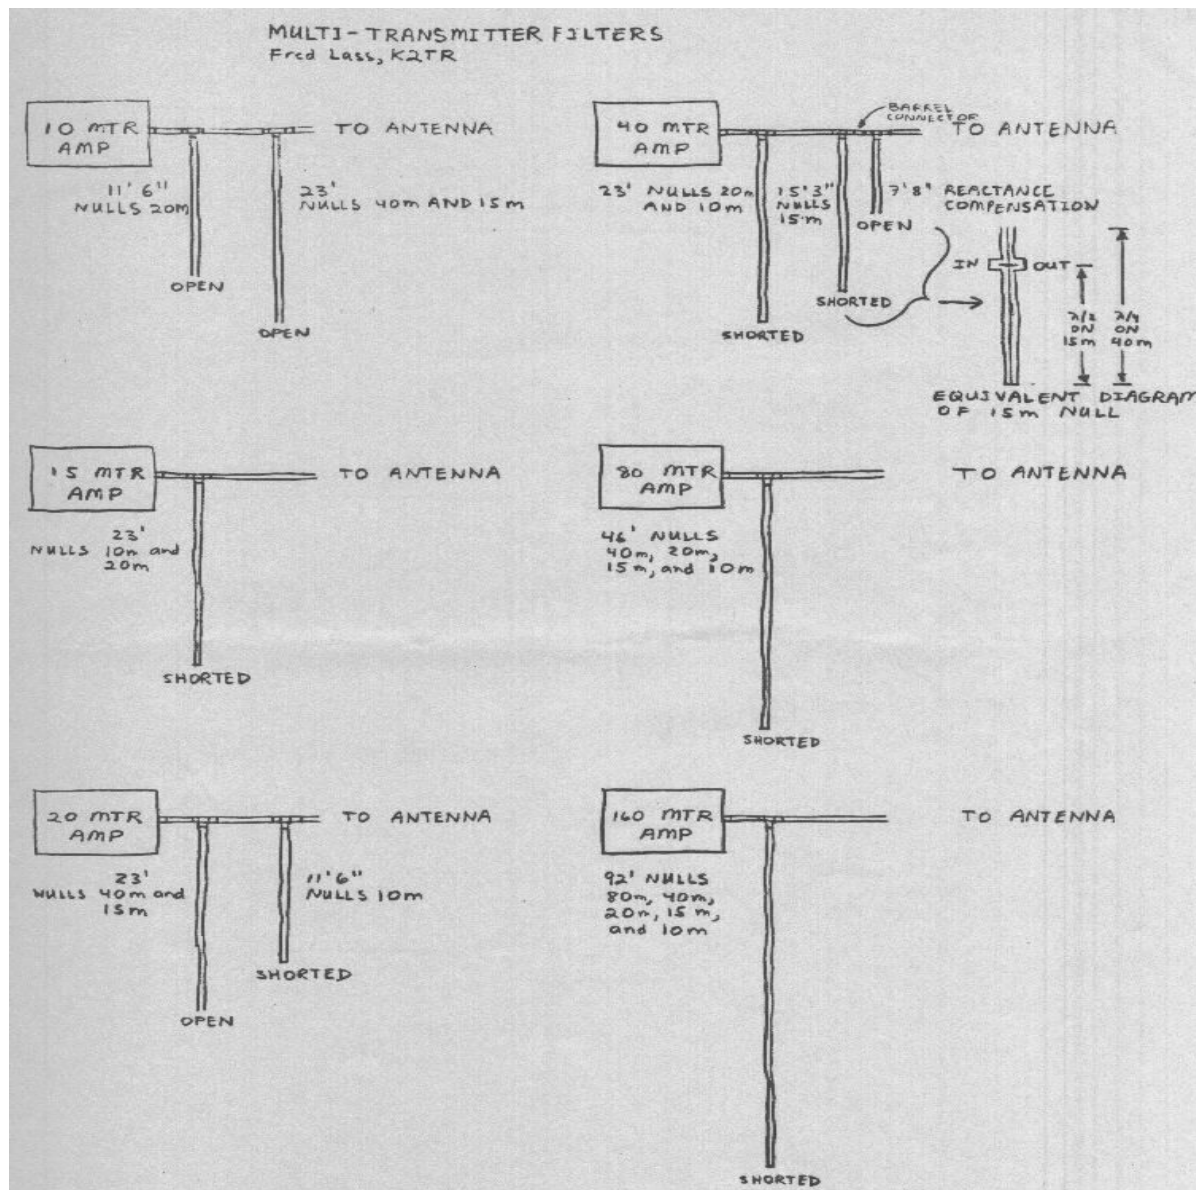 MULTI-TRANSMITTER FILTERS
Fred Lass, K2TR
10 MTR
AMP
TO ANTENNA
11' 6"
NULLS 20M
23'
NULLS 40m AND 15m
OPEN
OPEN
40 MTR
AMP
BARREL
CONNECTOR
TO ANTENNA
23' NULLS 20m
AND 10m
15'3"
NULLS
15m
7'8" REACTANCE
COMPENSATION
OPEN
SHORTED
SHORTED
IN
OUT
λ/2
ON
15m
λ/4
ON
40m
EQUIVALENT DIAGRAM
OF 15m NULL
15 MTR
AMP
TO ANTENNA
23'
NULLS 10m and
20m
SHORTED
80 MTR
AMP
TO ANTENNA
46' NULLS
40m, 20m,
15m, and 10m
SHORTED
20 MTR
AMP
TO ANTENNA
23'
NULLS 40m and
15m
11'6"
NULLS 10m
SHORTED
OPEN
160 MTR
AMP
TO ANTENNA
92' NULLS
80m, 40m,
20m, 15m,
and 10m
SHORTED